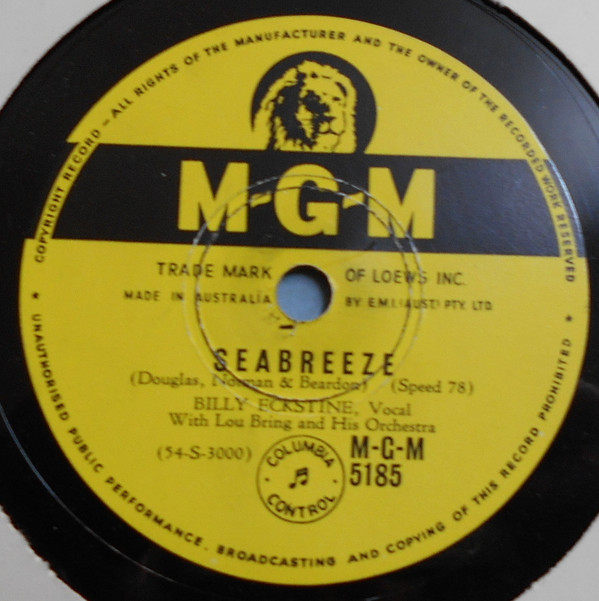 COPYRIGHT RECORD — ALL RIGHTS OF THE MANUFACTURER AND THE OWNER OF THE RECORDED WORK RESERVED
M-G-M
TRADE MARK OF LOEWS INC.
MADE IN AUSTRALIA BY E.M.I. (AUST) PTY. LTD.
SEABREEZE
(Douglas, Norman & Beardon) (Speed 78)
BILLY ECKSTINE, Vocal
With Lou Bring and His Orchestra
(54-S-3000)
COLUMBIA
CONTROL
M-G-M
5185
★ UNAUTHORISED PUBLIC PERFORMANCE, BROADCASTING AND COPYING OF THIS RECORD PROHIBITED ★